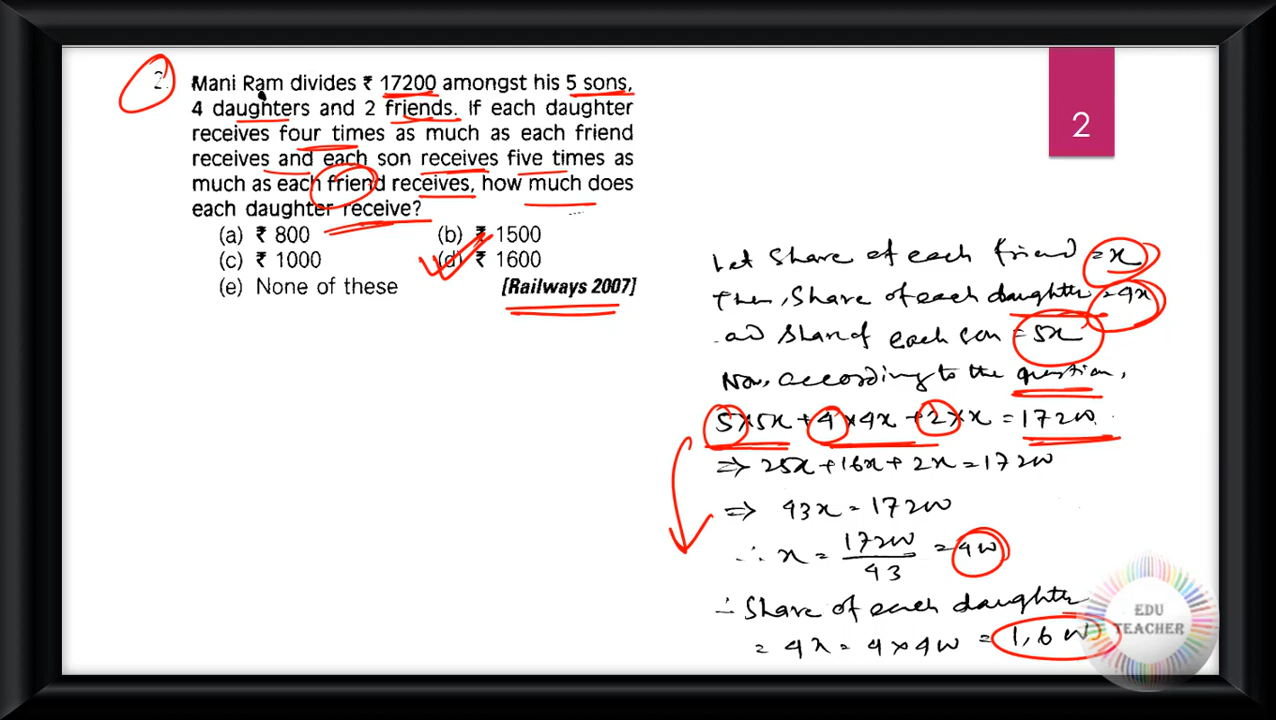 2.
Mani Ram divides ₹ 17200 amongst his 5 sons,
4 daughters and 2 friends. If each daughter
receives four times as much as each friend
receives and each son receives five times as
much as each friend receives, how much does
each daughter receive?
(a) ₹ 800 (b) ₹ 1500
(c) ₹ 1000 (d) ₹ 1600
(e) None of these [Railways 2007]
2
Let Share of each friend = x
Then, Share of each daughter = 4x
and Share of each son = 5x
Now, according to the question,
5×5x + 4×4x + 2×x = 17200
⇒ 25x + 16x + 2x = 17200
⇒ 43x = 17200
∴ x = 17200/43 = 400
∴ Share of each daughter
= 4x = 4×400 = 1,600
EDU
TEACHER